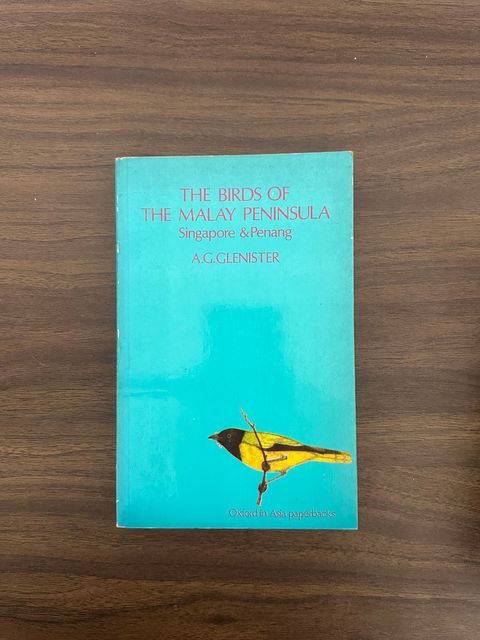 THE BIRDS OF
THE MALAY PENINSULA
Singapore &Penang
A.G.GLENISTER
Oxford in Asia paperbacks